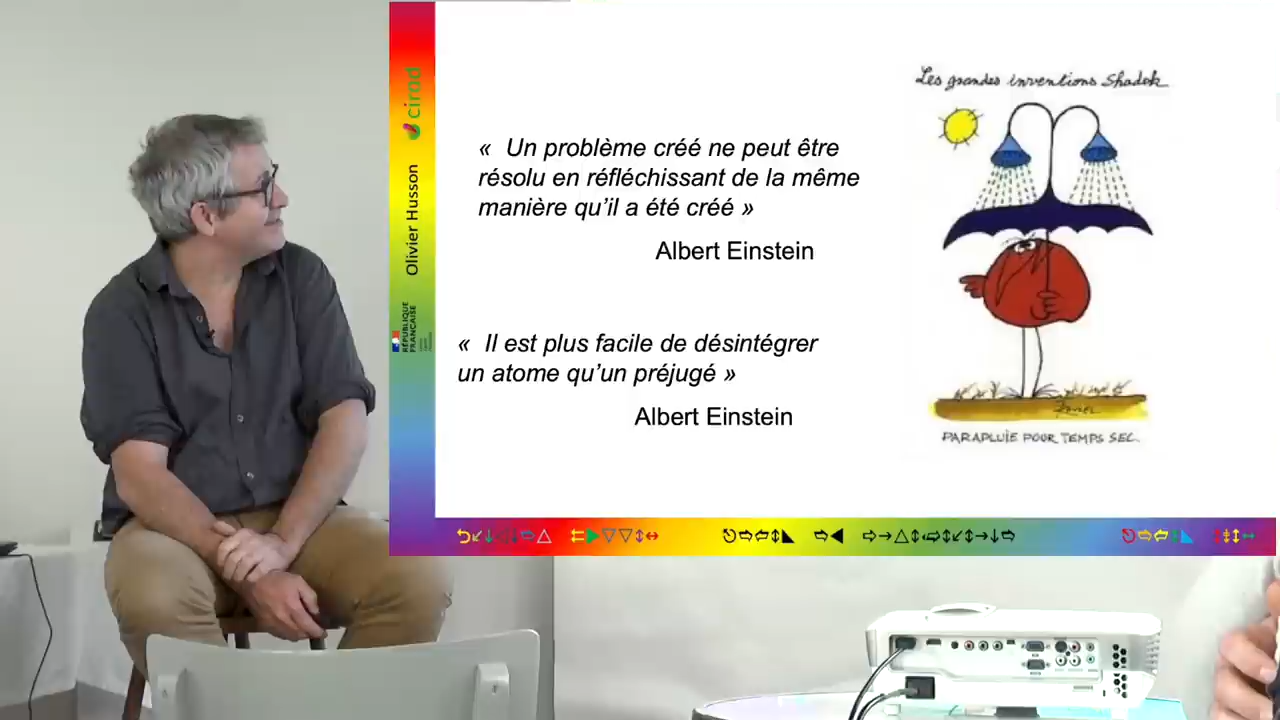 cirad
Olivier Husson
RÉPUBLIQUE
FRANÇAISE
« Un problème créé ne peut être
résolu en réfléchissant de la même
manière qu’il a été créé »
Albert Einstein
« Il est plus facile de désintégrer
un atome qu’un préjugé »
Albert Einstein
Les grandes inventions Shadok
PARAPLUIE POUR TEMPS SEC.